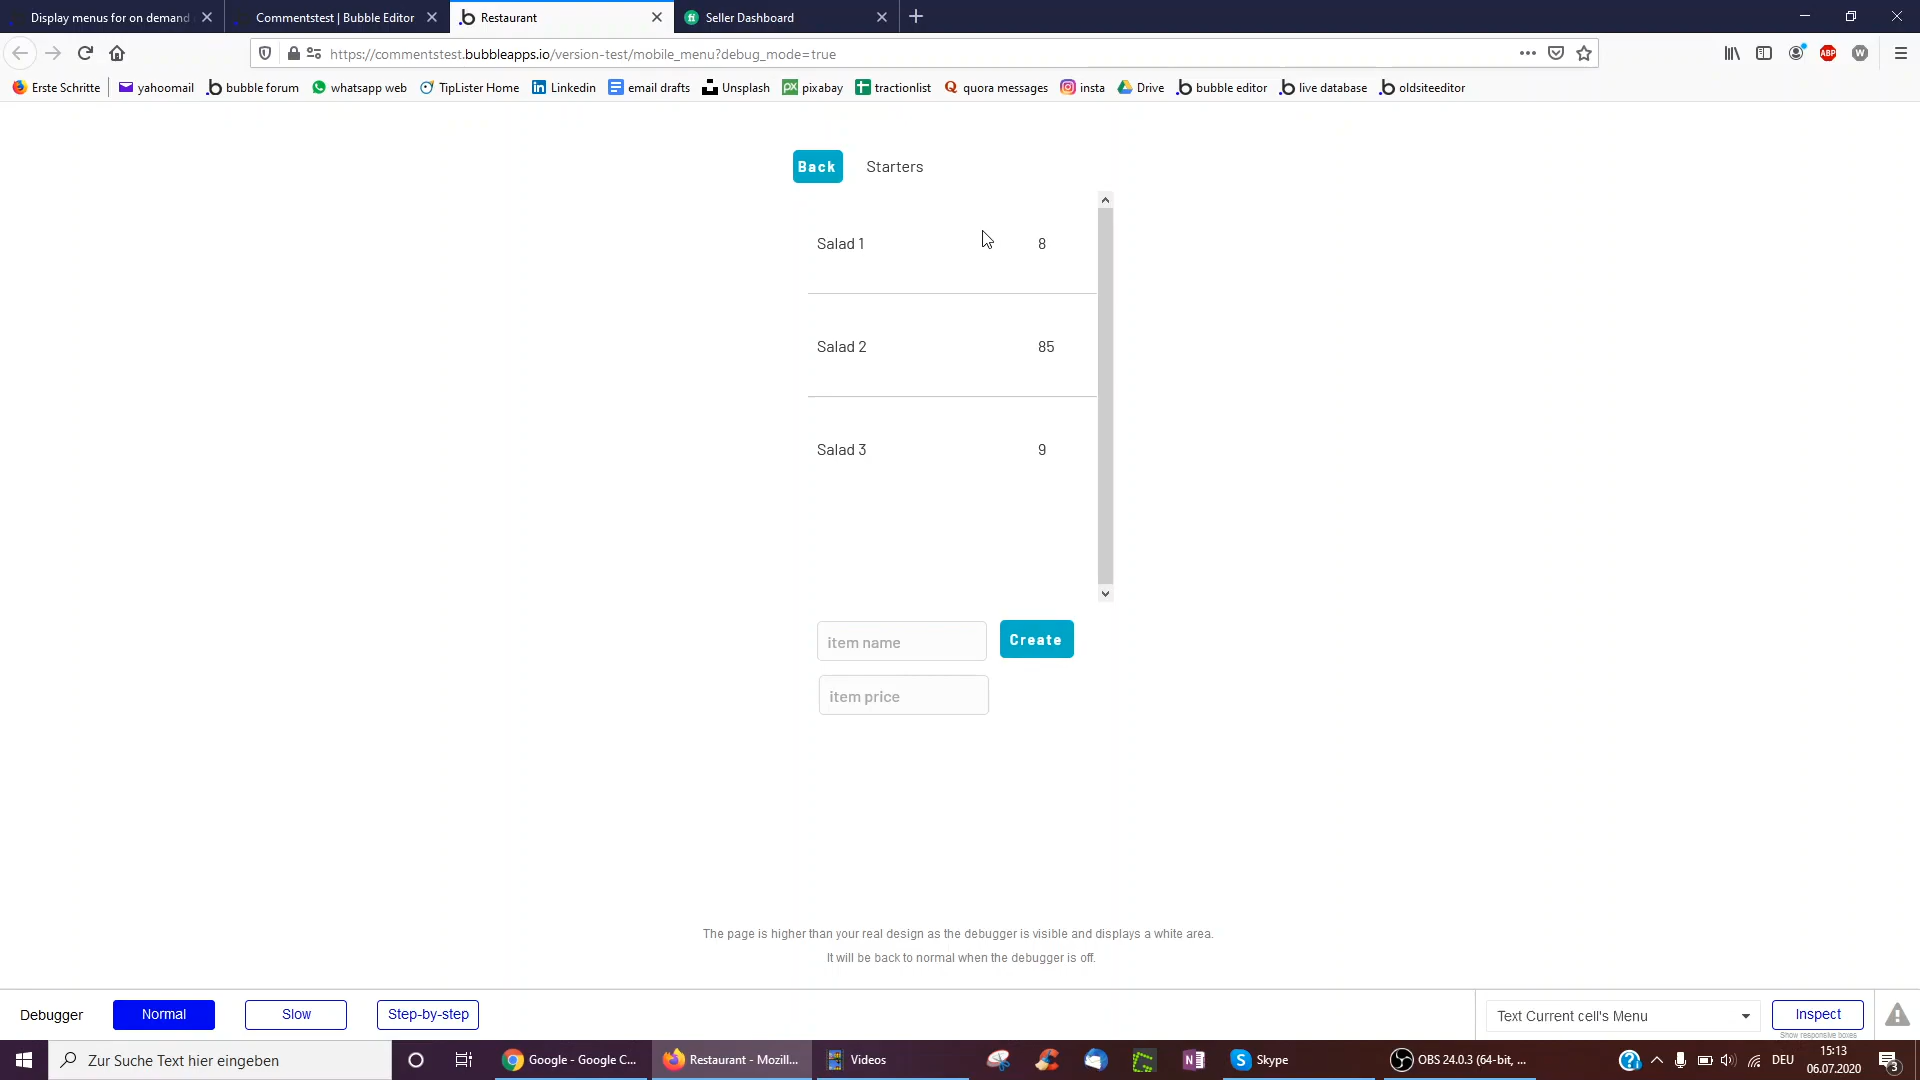 Display menus for on demand
Commentstest | Bubble Editor
Restaurant
Seller Dashboard
https://commentstest.bubbleapps.io/version-test/mobile_menu?debug_mode=true
ABP
W
Erste Schritte
yahoomail
bubble forum
whatsapp web
TipLister Home
Linkedin
email drafts
Unsplash
pixabay
tractionlist
quora messages
insta
Drive
bubble editor
live database
oldsiteeditor
Back
Starters
Salad 1
8
Salad 2
85
Salad 3
9
item name
Create
item price
The page is higher than your real design as the debugger is visible and displays a white area.
It will be back to normal when the debugger is off.
Debugger
Normal
Slow
Step-by-step
Text Current cell's Menu
Inspect
Show responsive boxes
Zur Suche Text hier eingeben
Google - Google C...
Restaurant - Mozill...
Videos
Skype
OBS 24.0.3 (64-bit, ...
DEU
15:13
06.07.2020
3